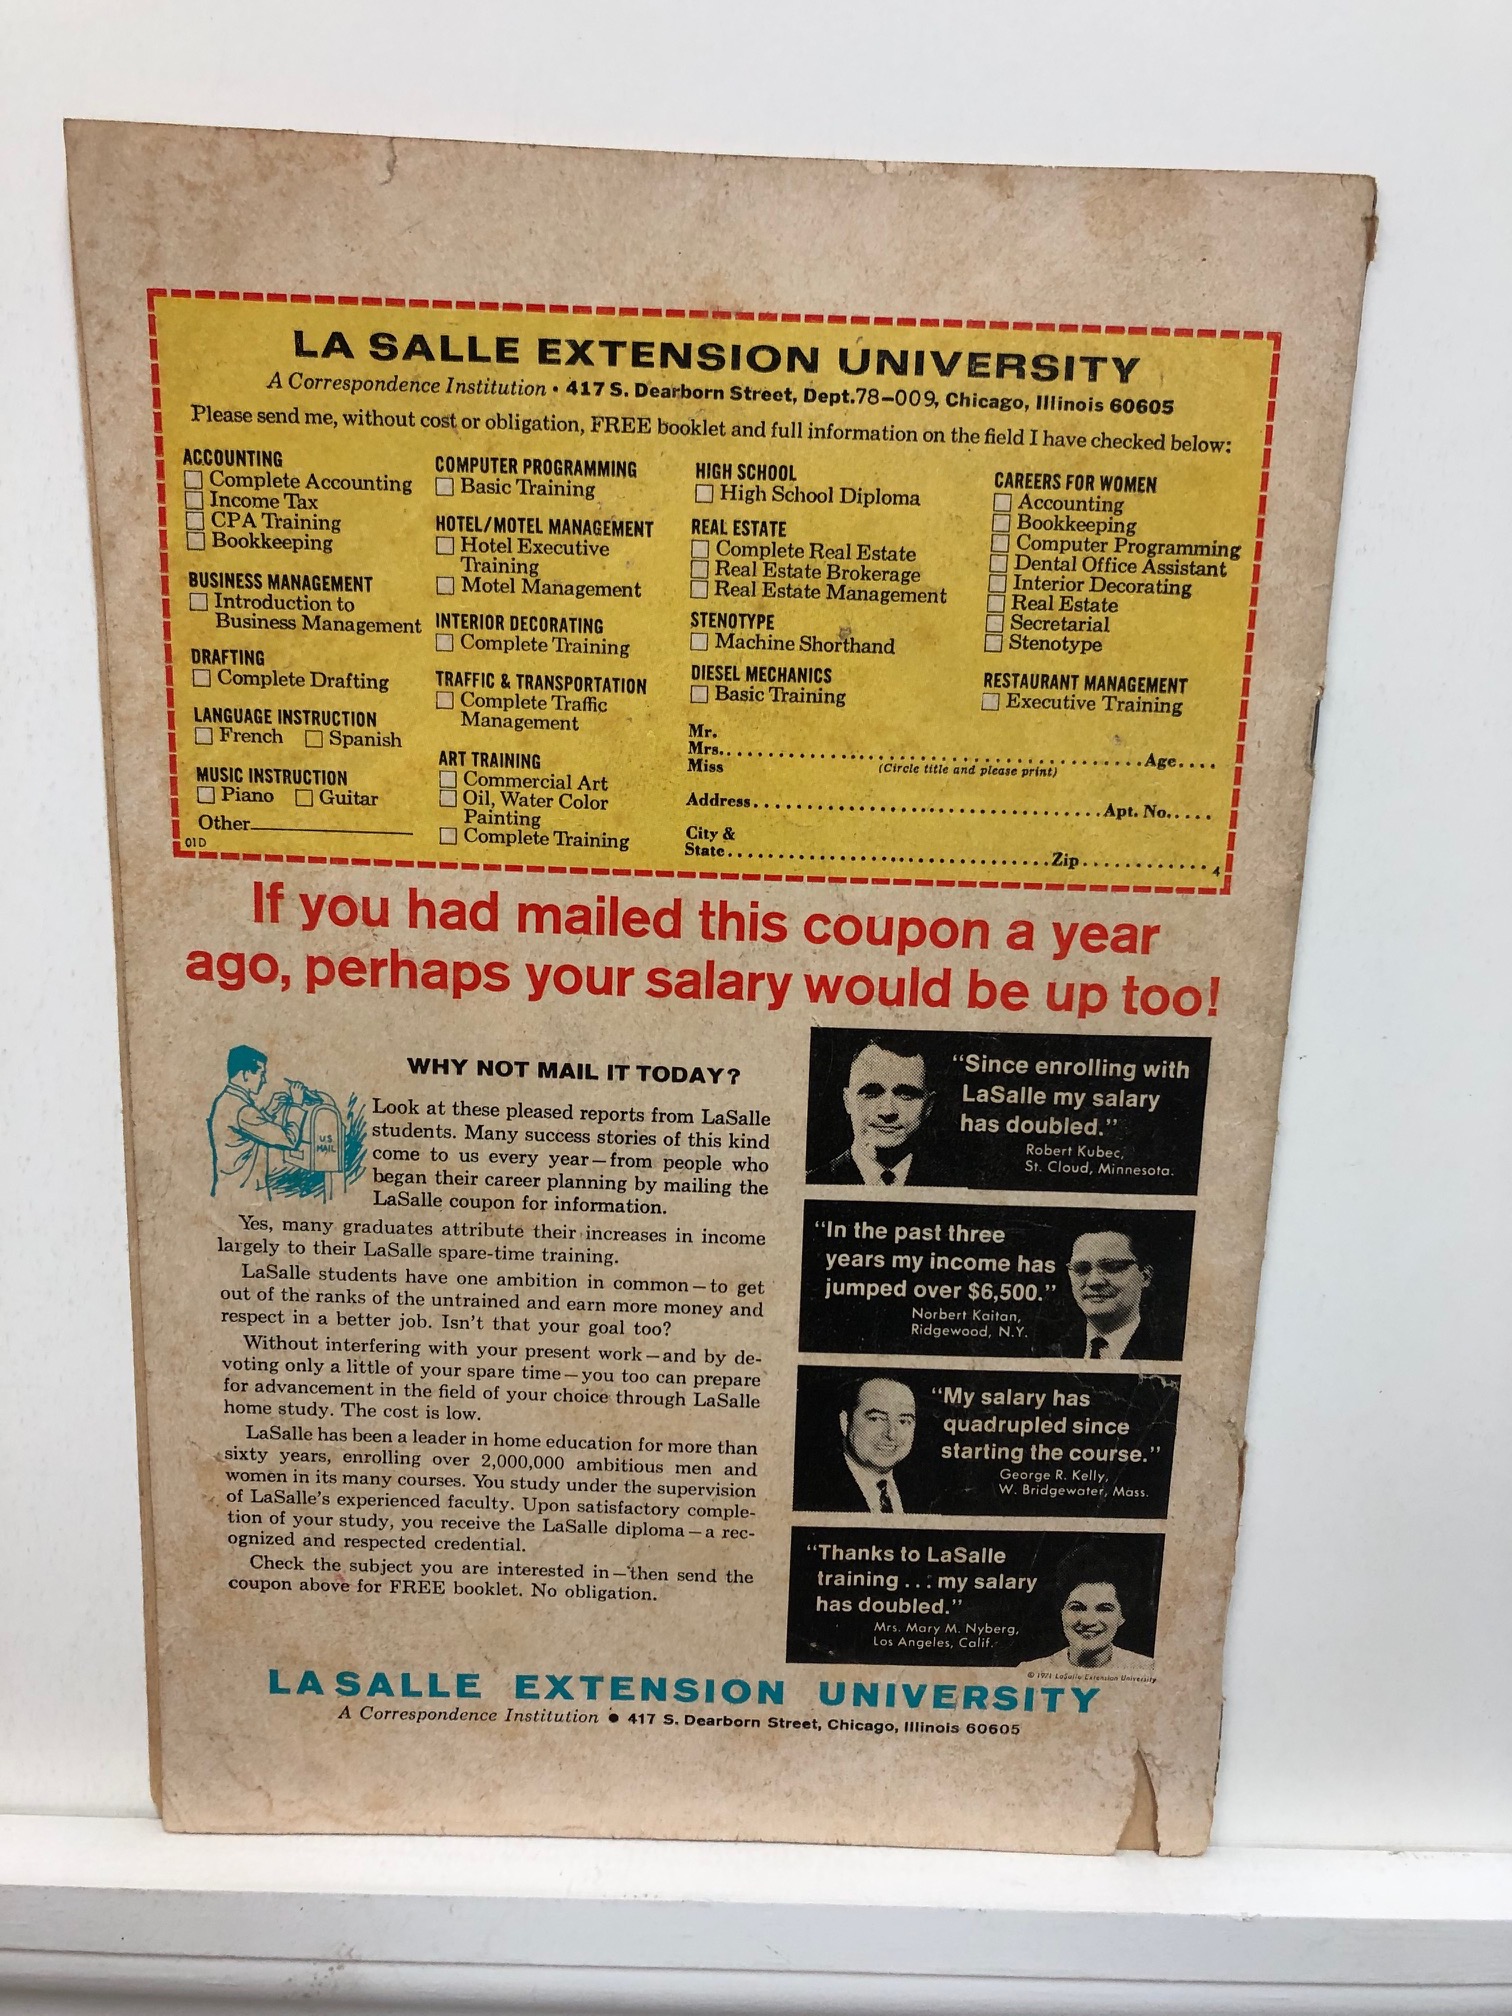 LA SALLE EXTENSION UNIVERSITY
A Correspondence Institution • 417 S. Dearborn Street, Dept.78-009, Chicago, Illinois 60605
Please send me, without cost or obligation, FREE booklet and full information on the field I have checked below:
ACCOUNTING
Complete Accounting
Income Tax
CPA Training
Bookkeeping
BUSINESS MANAGEMENT
Introduction to
Business Management
DRAFTING
Complete Drafting
LANGUAGE INSTRUCTION
French Spanish
MUSIC INSTRUCTION
Piano Guitar
Other
01D
COMPUTER PROGRAMMING
Basic Training
HOTEL/MOTEL MANAGEMENT
Hotel Executive
Training
Motel Management
INTERIOR DECORATING
Complete Training
TRAFFIC & TRANSPORTATION
Complete Traffic
Management
ART TRAINING
Commercial Art
Oil, Water Color
Painting
Complete Training
HIGH SCHOOL
High School Diploma
REAL ESTATE
Complete Real Estate
Real Estate Brokerage
Real Estate Management
STENOTYPE
Machine Shorthand
DIESEL MECHANICS
Basic Training
CAREERS FOR WOMEN
Accounting
Bookkeeping
Computer Programming
Dental Office Assistant
Interior Decorating
Real Estate
Secretarial
Stenotype
RESTAURANT MANAGEMENT
Executive Training
Mr.
Mrs. Age
Miss (Circle title and please print)
Address Apt. No.
City &
State Zip
4
If you had mailed this coupon a year
ago, perhaps your salary would be up too!
U.S.
MAIL
WHY NOT MAIL IT TODAY?
Look at these pleased reports from LaSalle
students. Many success stories of this kind
come to us every year—from people who
began their career planning by mailing the
LaSalle coupon for information.
Yes, many graduates attribute their increases in income
largely to their LaSalle spare-time training.
LaSalle students have one ambition in common—to get
out of the ranks of the untrained and earn more money and
respect in a better job. Isn't that your goal too?
Without interfering with your present work—and by de-
voting only a little of your spare time—you too can prepare
for advancement in the field of your choice through LaSalle
home study. The cost is low.
LaSalle has been a leader in home education for more than
sixty years, enrolling over 2,000,000 ambitious men and
women in its many courses. You study under the supervision
of LaSalle's experienced faculty. Upon satisfactory comple-
tion of your study, you receive the LaSalle diploma—a rec-
ognized and respected credential.
Check the subject you are interested in—then send the
coupon above for FREE booklet. No obligation.
"Since enrolling with
LaSalle my salary
has doubled."
Robert Kubec,
St. Cloud, Minnesota.
"In the past three
years my income has
jumped over $6,500."
Norbert Kaitan,
Ridgewood, N.Y.
"My salary has
quadrupled since
starting the course."
George R. Kelly,
W. Bridgewater, Mass.
"Thanks to LaSalle
training . . . my salary
has doubled."
Mrs. Mary M. Nyberg,
Los Angeles, Calif.
© 1971 LaSalle Extension University
LASALLE EXTENSION UNIVERSITY
A Correspondence Institution • 417 S. Dearborn Street, Chicago, Illinois 60605